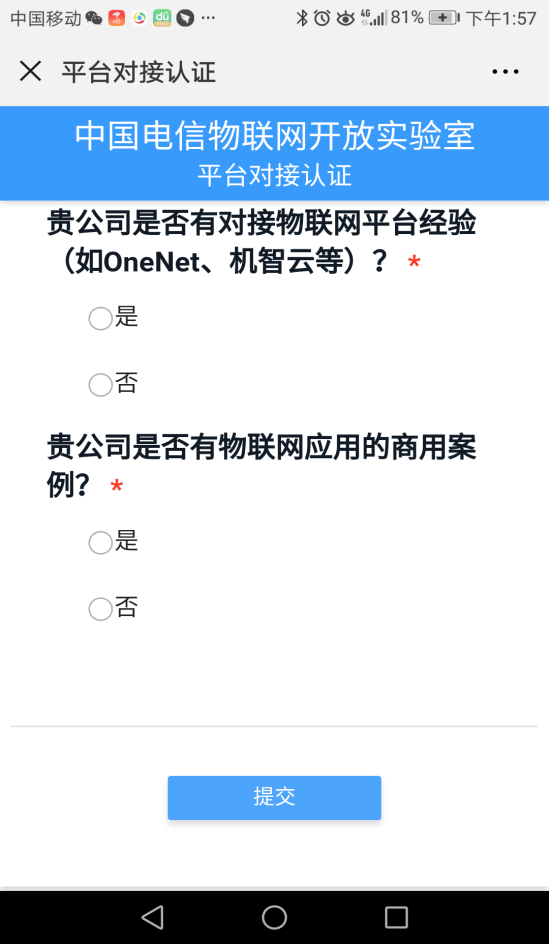 中国移动 dü ··· 4G 81% 下午1:57
平台对接认证
中国电信物联网开放实验室
平台对接认证
贵公司是否有对接物联网平台经验
（如OneNet、机智云等）？ *
是
否
贵公司是否有物联网应用的商用案
例？ *
是
否
提交